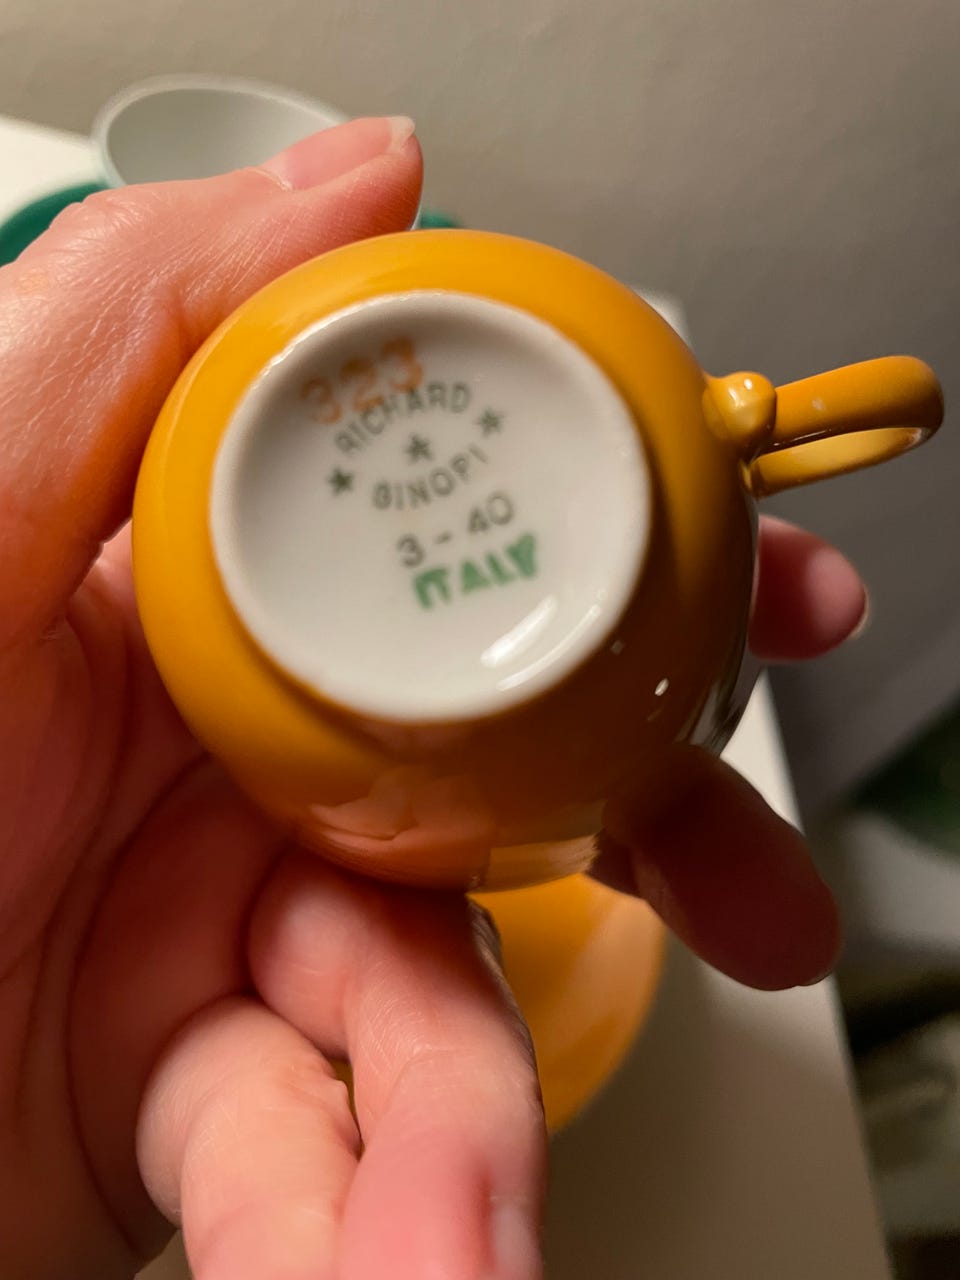 323
RICHARD
GINORI
3-40
ITALY